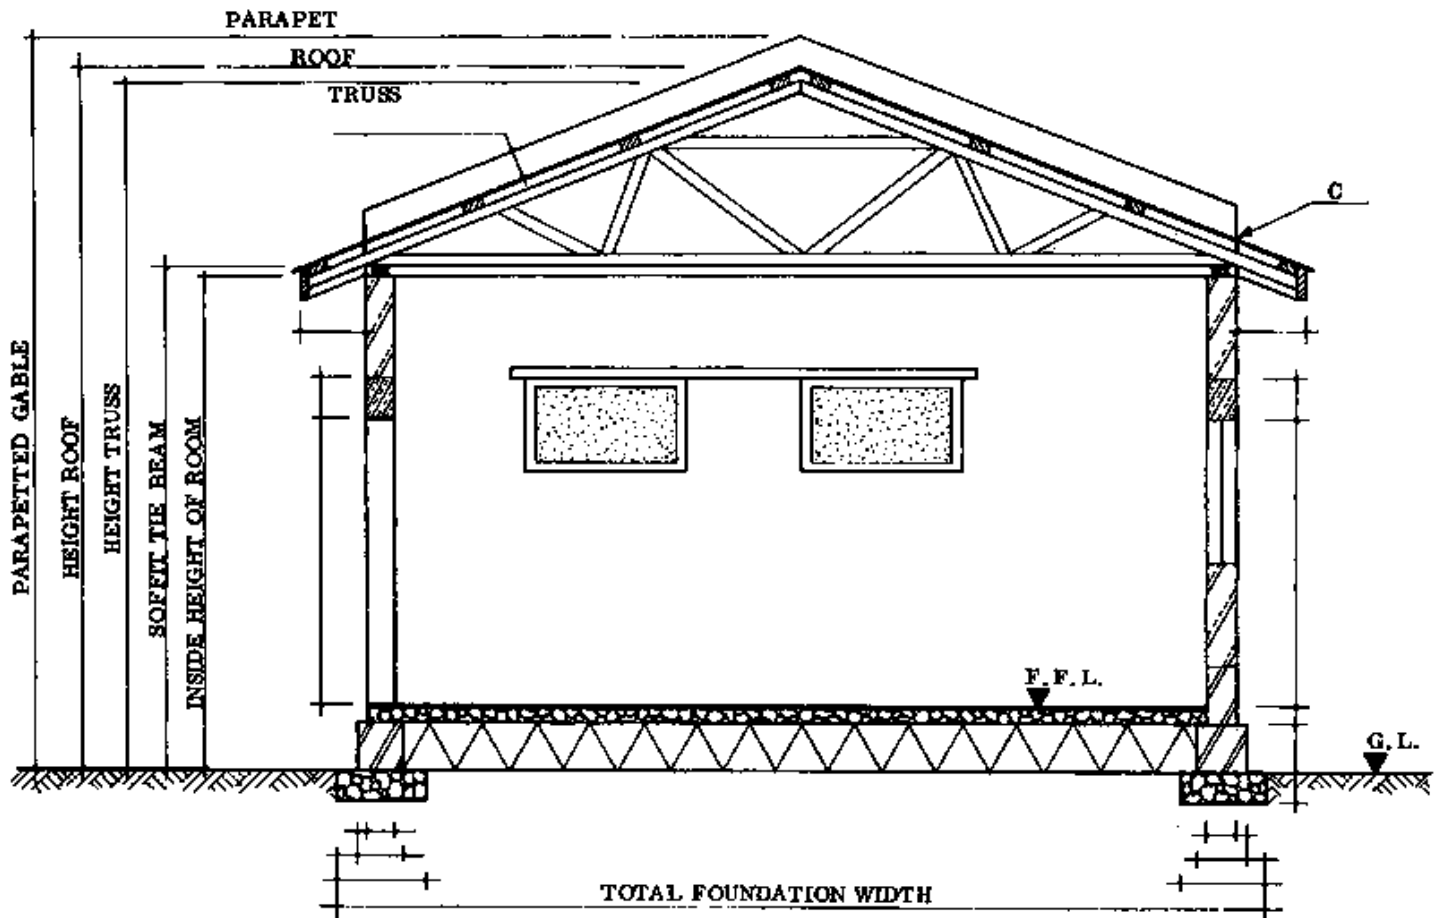 PARAPET
ROOF
TRUSS
C
PARAPETTED GABLE
HEIGHT ROOF
HEIGHT TRUSS
SOFFIT TIE BEAM
INSIDE HEIGHT OF ROOM
F. F. L.
G. L.
TOTAL FOUNDATION WIDTH